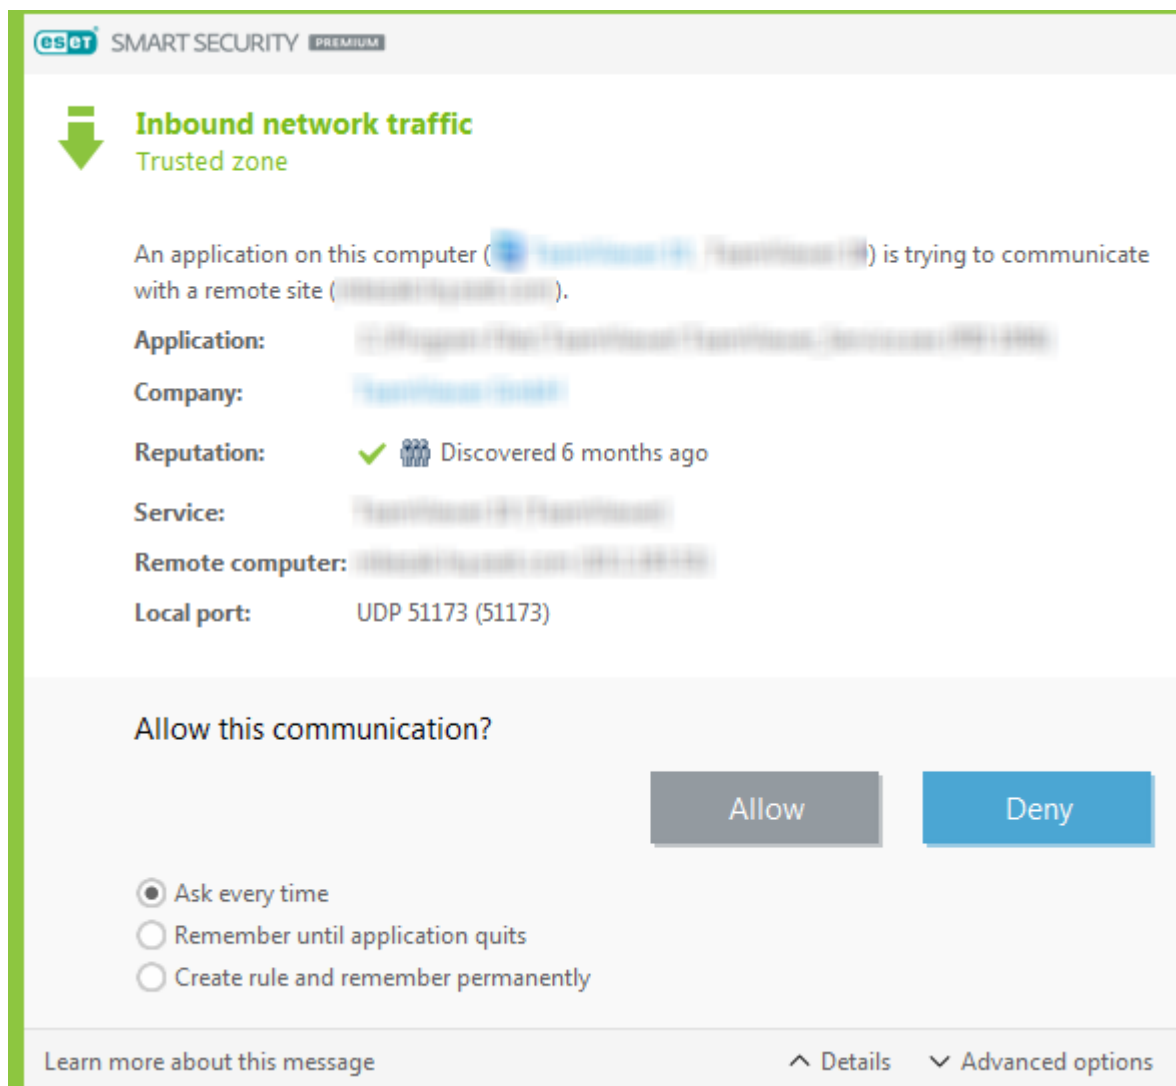 eseT SMART SECURITY PREMIUM
Inbound network traffic
Trusted zone
An application on this computer ( ) is trying to communicate
with a remote site ( ).
Application:
Company:
Reputation: Discovered 6 months ago
Service:
Remote computer:
Local port: UDP 51173 (51173)
Allow this communication?
Allow Deny
Ask every time
Remember until application quits
Create rule and remember permanently
Learn more about this message Details Advanced options